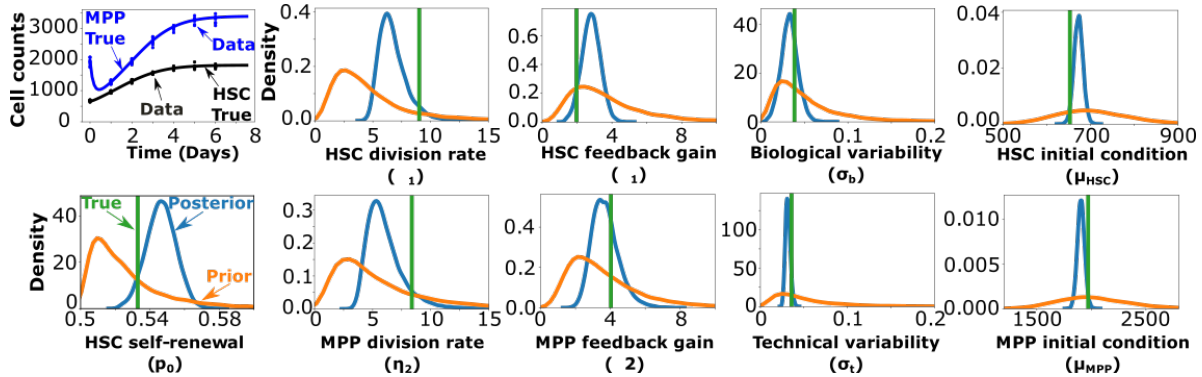 Cell counts
3000
2000
1000
0
MPP
True
Data
Data
HSC
True
0 2 4 6
Time (Days)
Density
0.4
0.2
0.0
0 5 10 15
HSC division rate
( ₁)
0.75
0.50
0.25
0.00
0 4 8
HSC feedback gain
( ₁)
40
20
0
0.0 0.1 0.2
Biological variability
(σb)
0.04
0.02
0.00
500 700 900
HSC initial condition
(μHSC)
Density
40
20
0
True
Posterior
Prior
0.5 0.54 0.58
HSC self-renewal
(p₀)
0.3
0.2
0.1
0.0
0 5 10 15
MPP division rate
(η₂)
0.4
0.2
0.0
0 4 8
MPP feedback gain
( 2)
100
50
0
0.0 0.1 0.2
Technical variability
(σt)
0.010
0.005
0.000
1500 2500
MPP initial condition
(μMPP)